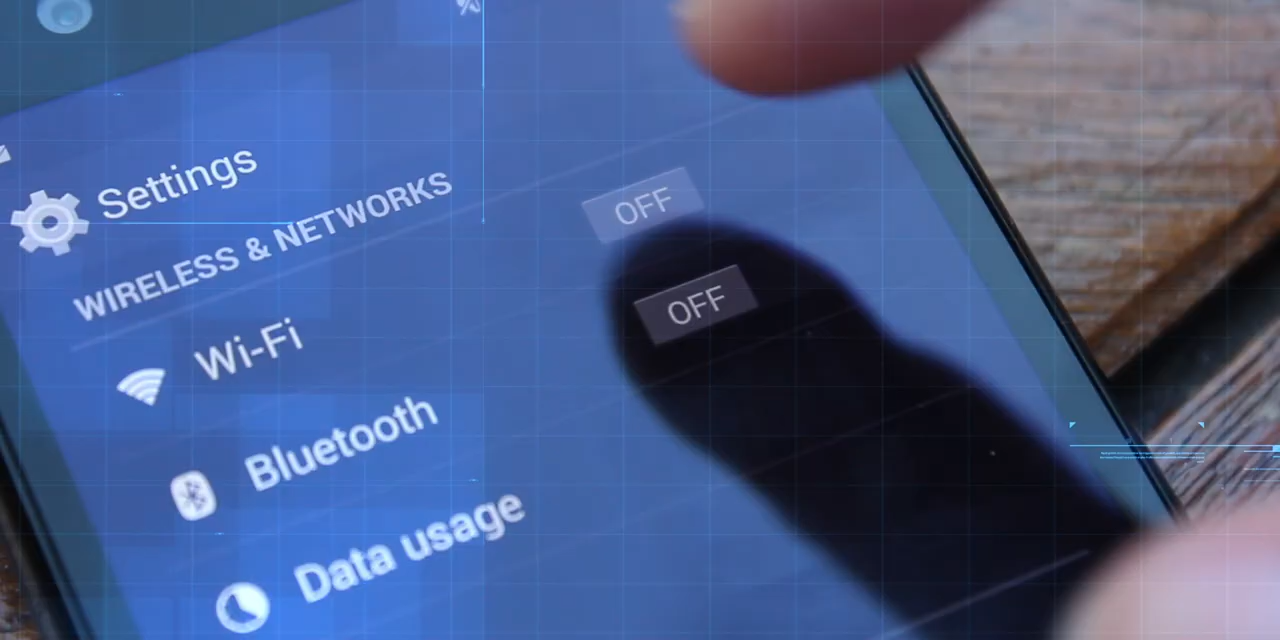 Settings
WIRELESS & NETWORKS
Wi-Fi
OFF
Bluetooth
OFF
Data usage